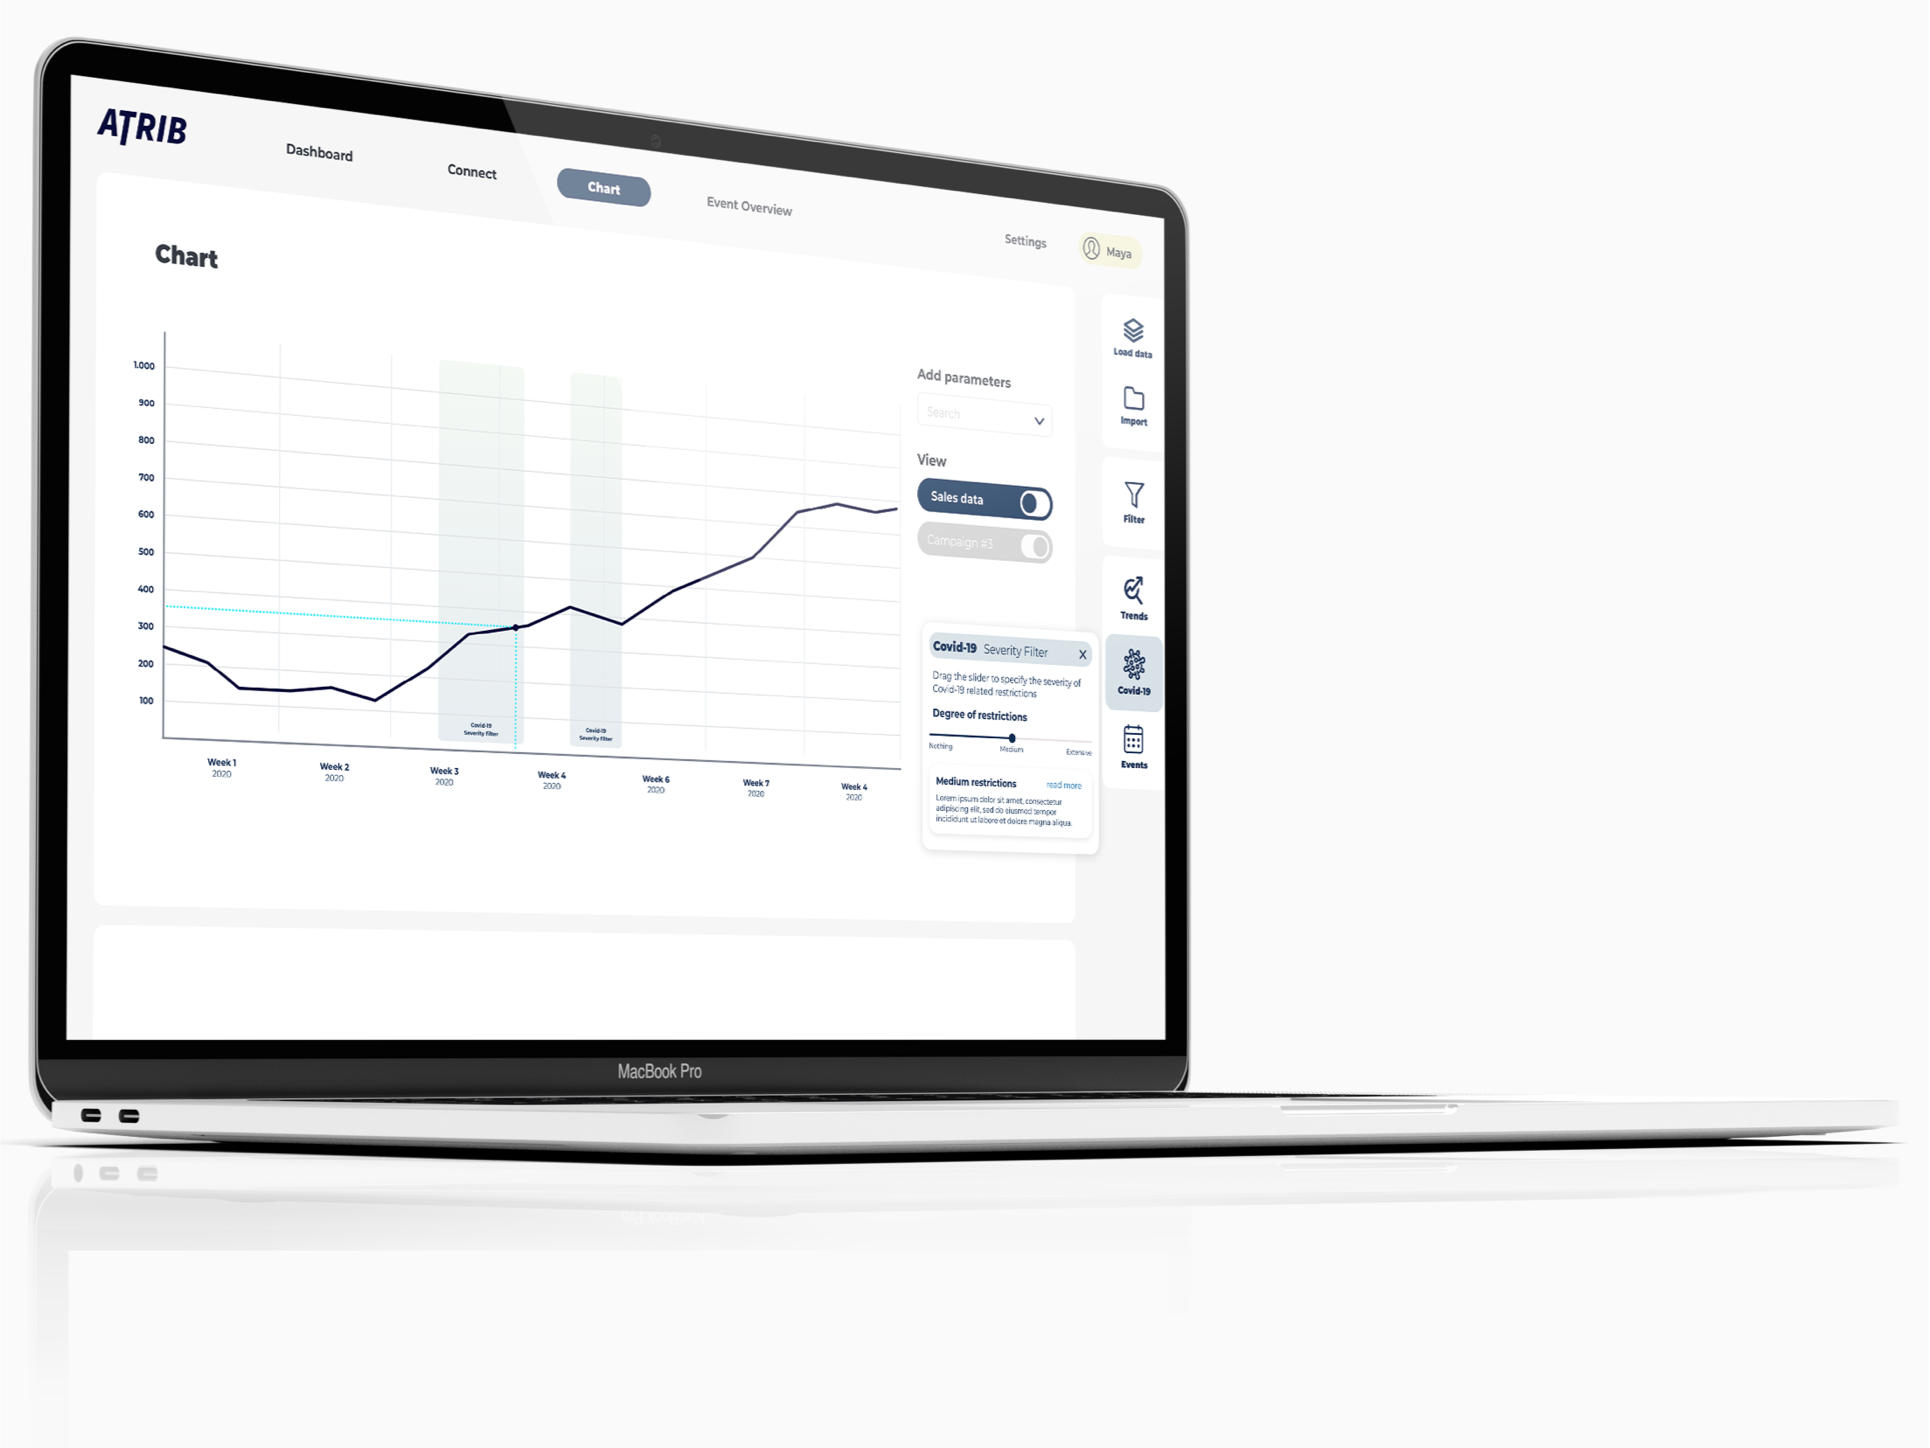 ATRIB
Dashboard
Connect
Chart
Event Overview
Settings
Maya
Chart
1.000
900
800
700
600
500
400
300
200
100
Covid-19
Severity Filter
Covid-19
Severity Filter
Week 1
2020
Week 2
2020
Week 3
2020
Week 4
2020
Week 6
2020
Week 7
2020
Week 4
2020
Add parameters
Search
View
Sales data
Campaign #3
Covid-19 Severity Filter X
Drag the slider to specify the severity of
Covid-19 related restrictions
Degree of restrictions
Nothing
Medium
Extensive
Medium restrictions read more
Lorem ipsum dolor sit amet, consectetur
adipiscing elit, sed do eiusmod tempor
incididunt ut labore et dolore magna aliqua.
Load data
Import
Filter
Trends
Covid-19
Events
MacBook Pro